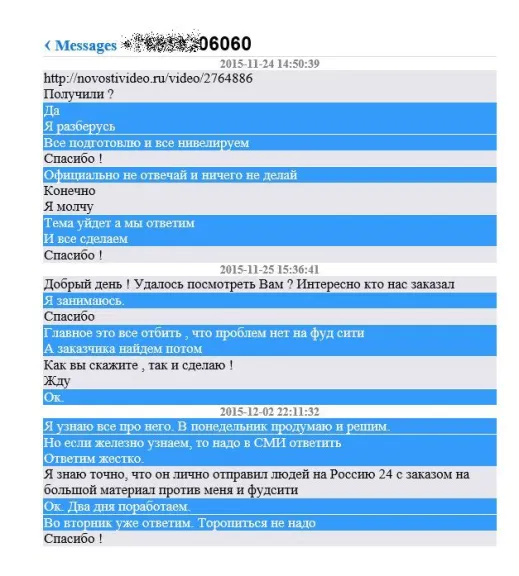 ‹ Messages 06060
2015-11-24 14:50:39
http://novostivideo.ru/video/2764886
Получили ?
Да
Я разберусь
Все подготовлю и все нивелируем
Спасибо !
Официально не отвечай и ничего не делай
Конечно
Я молчу
Тема уйдет а мы ответим
И все сделаем
Спасибо !
2015-11-25 15:36:41
Добрый день ! Удалось посмотреть Вам ? Интересно кто нас заказал
Я занимаюсь.
Спасибо
Главное это все отбить , что проблем нет на фуд сити
А заказчика найдем потом
Как вы скажите , так и сделаю !
Жду
Ок.
2015-12-02 22:11:32
Я узнаю все про него. В понедельник продумаю и решим.
Но если железно узнаем, то надо в СМИ ответить
Ответим жестко.
Я знаю точно, что он лично отправил людей на Россию 24 с заказом на
большой материал против меня и фудсити
Ок. Два дня поработаем.
Во вторник уже ответим. Торопиться не надо
Спасибо !